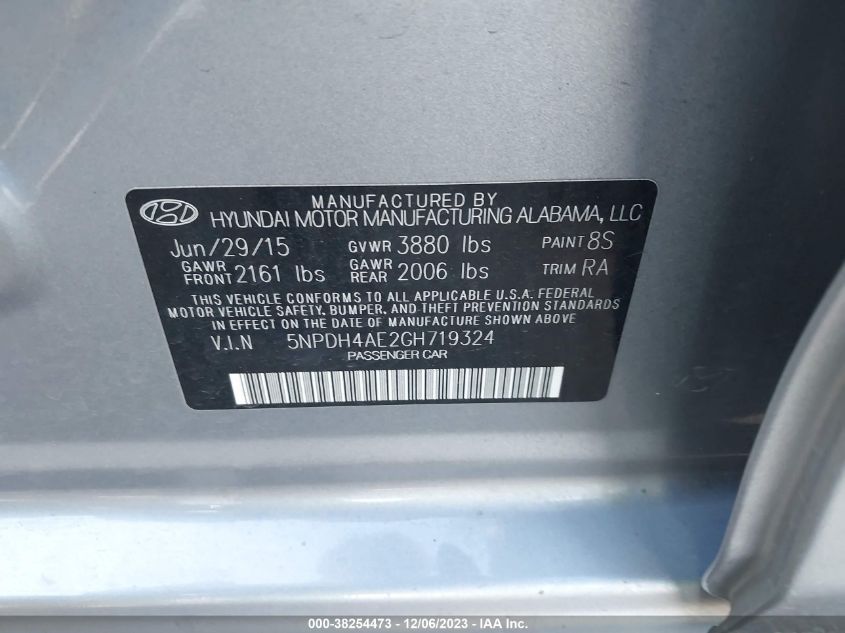 MANUFACTURED BY
HYUNDAI MOTOR MANUFACTURING ALABAMA, LLC
Jun/29/15 GVWR 3880 lbs PAINT 8S
GAWR FRONT 2161 lbs GAWR REAR 2006 lbs TRIM RA
THIS VEHICLE CONFORMS TO ALL APPLICABLE U.S.A. FEDERAL
MOTOR VEHICLE SAFETY, BUMPER, AND THEFT PREVENTION STANDARDS
IN EFFECT ON THE DATE OF MANUFACTURE SHOWN ABOVE
V.I.N 5NPDH4AE2GH719324
PASSENGER CAR
000-38254473 - 12/06/2023 - IAA, Inc.